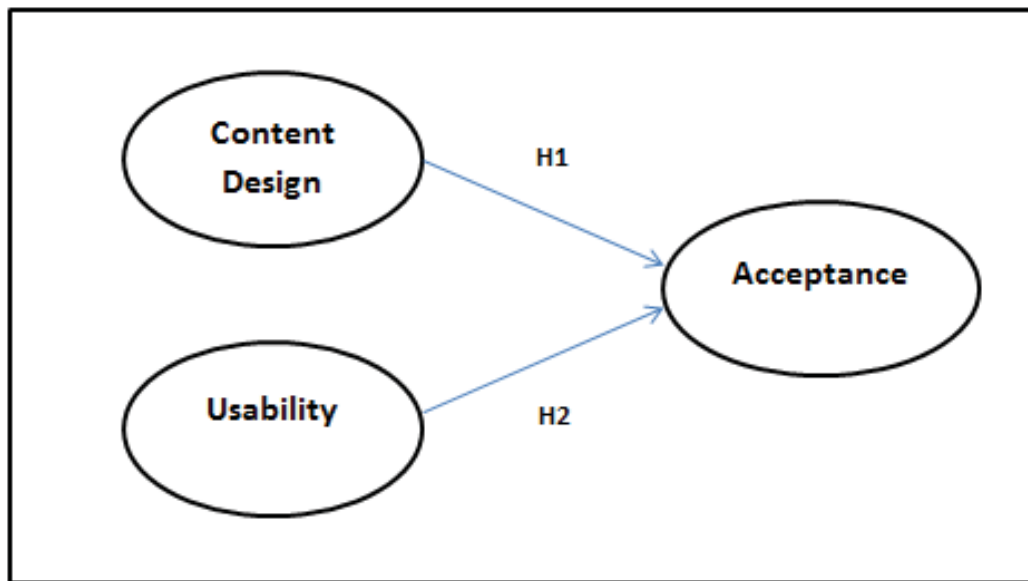 Content
Design
H1
Acceptance
Usability
H2